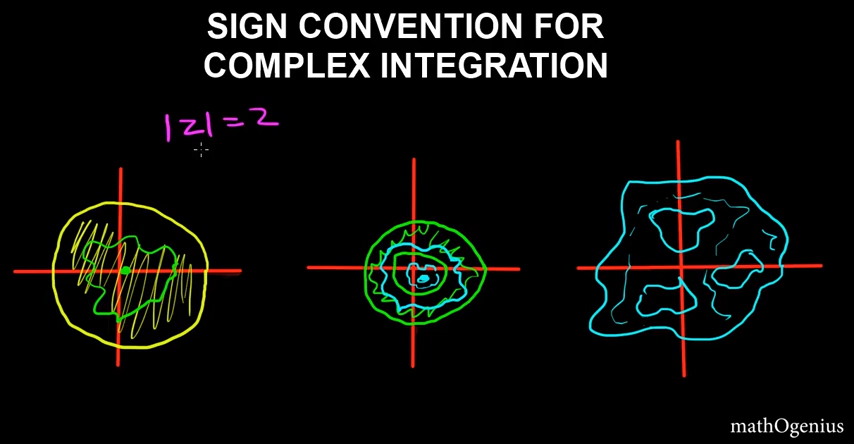 SIGN CONVENTION FOR
COMPLEX INTEGRATION
|z|=2
mathOgenius